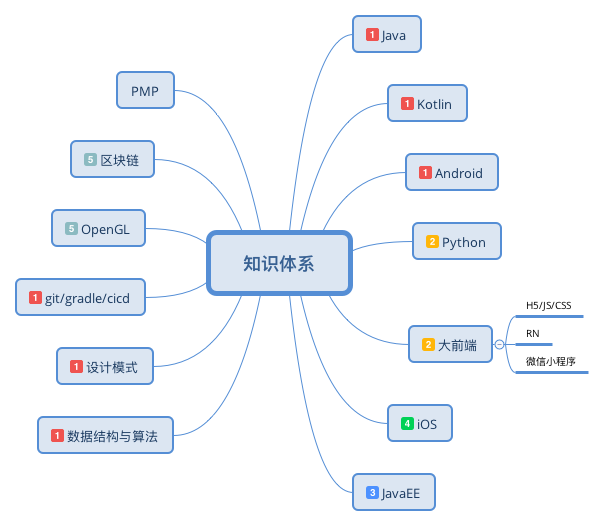 知识体系
1 Java
1 Kotlin
1 Android
2 Python
2 大前端
H5/JS/CSS
RN
微信小程序
4 iOS
3 JavaEE
PMP
5 区块链
5 OpenGL
1 git/gradle/cicd
1 设计模式
1 数据结构与算法